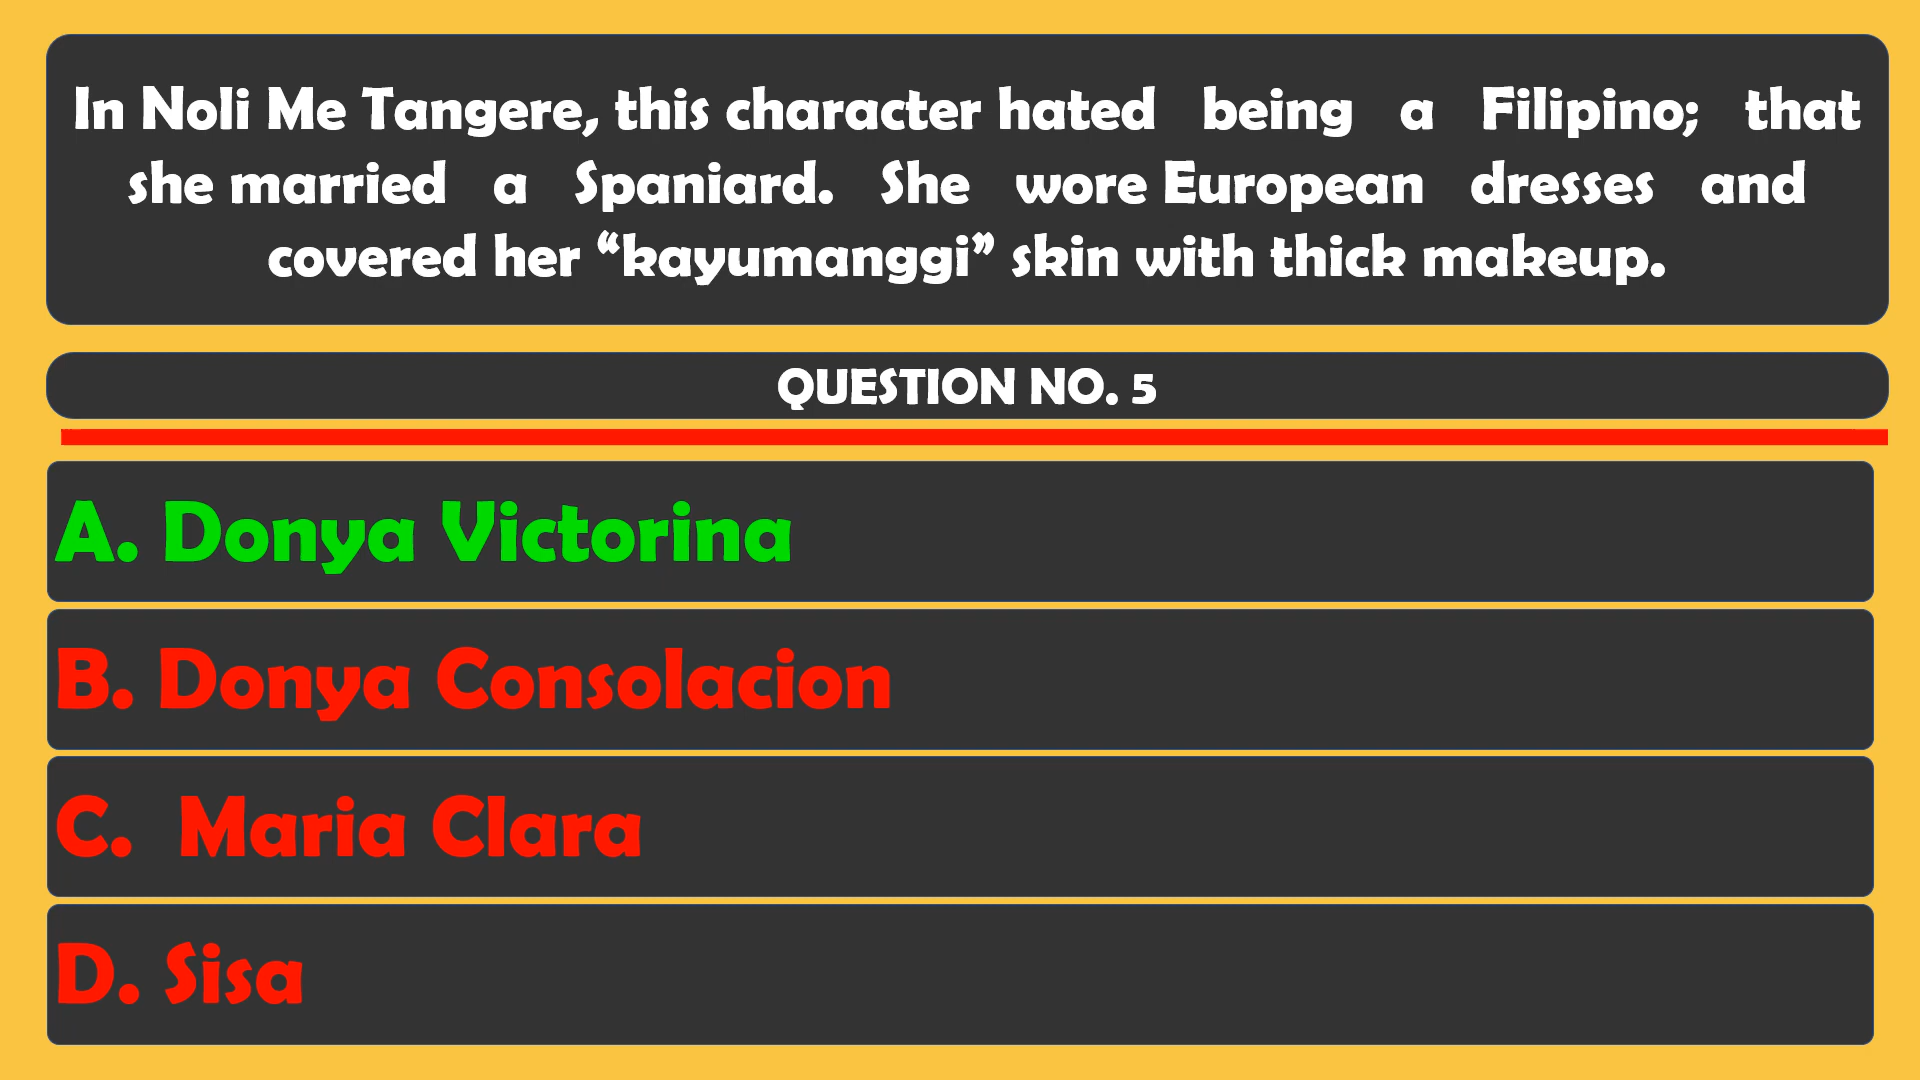 In Noli Me Tangere, this character hated being a Filipino; that
she married a Spaniard. She wore European dresses and
covered her “kayumanggi” skin with thick makeup.
QUESTION NO. 5
A. Donya Victorina
B. Donya Consolacion
C. Maria Clara
D. Sisa